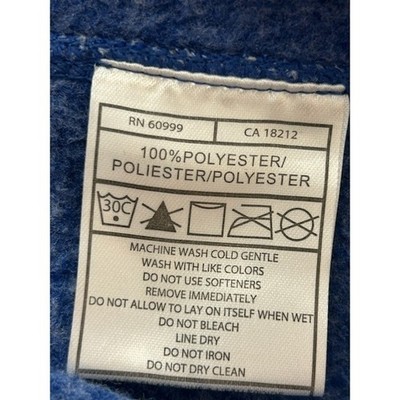 RN 60999
CA 18212
100%POLYESTER/
POLIESTER/POLYESTER
30C
MACHINE WASH COLD GENTLE
WASH WITH LIKE COLORS
DO NOT USE SOFTENERS
REMOVE IMMEDIATELY
DO NOT ALLOW TO LAY ON ITSELF WHEN WET
DO NOT BLEACH
LINE DRY
DO NOT IRON
DO NOT DRY CLEAN